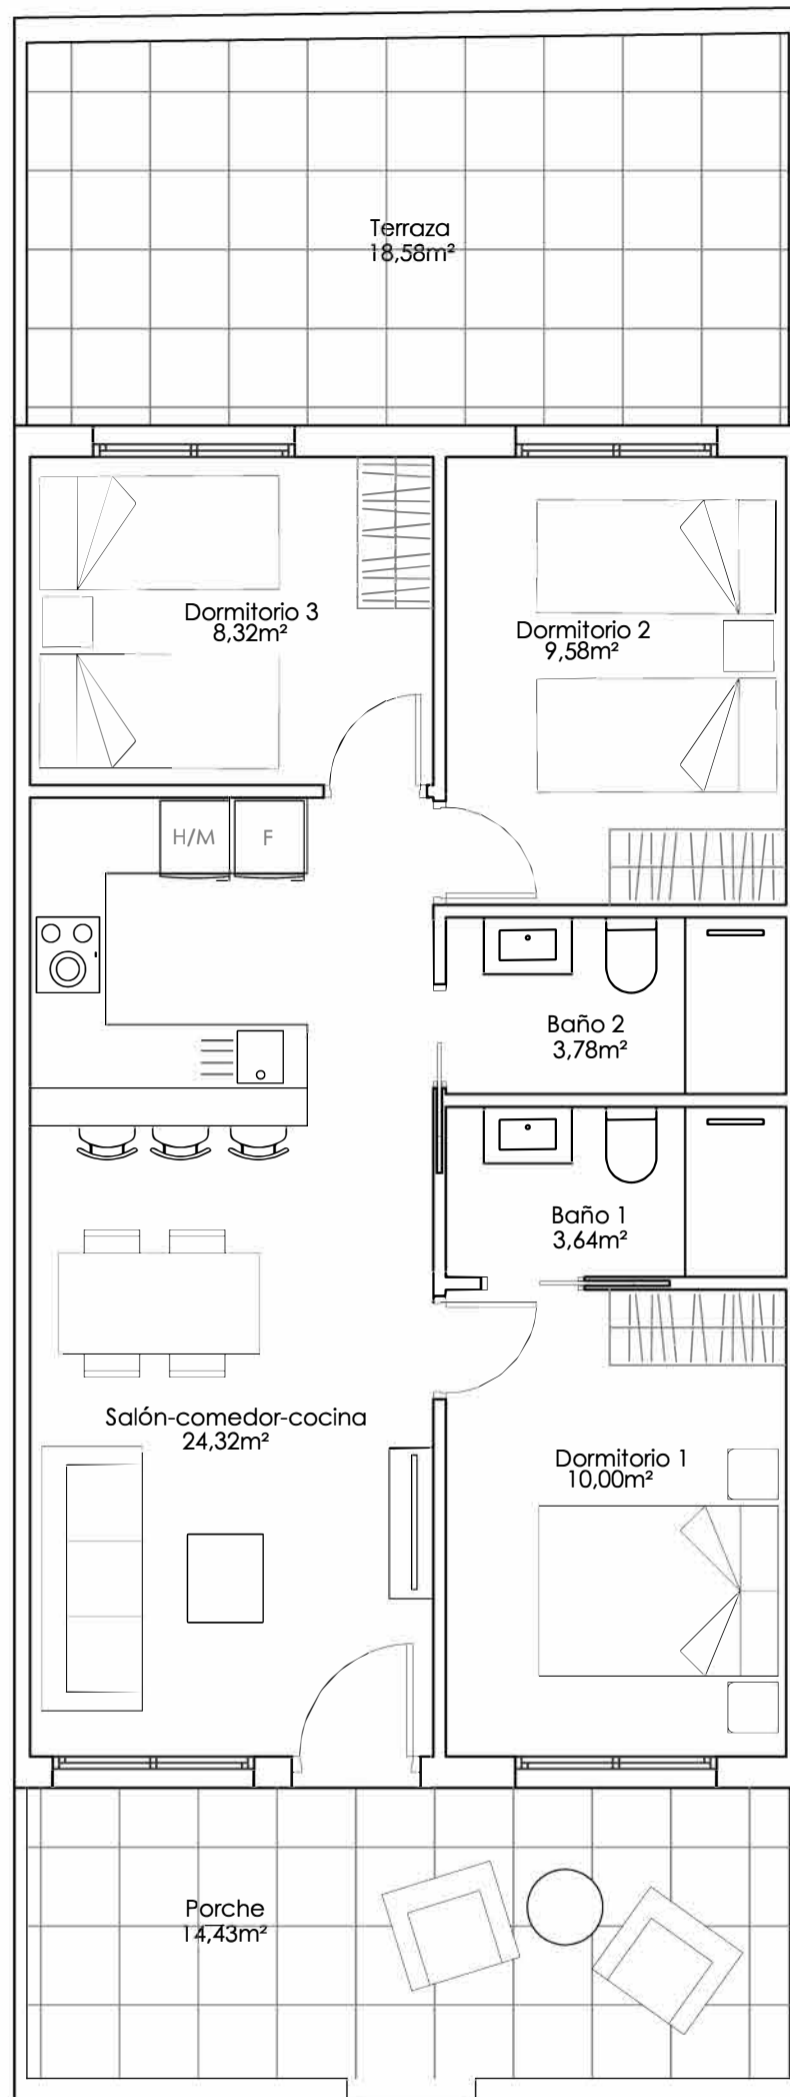 Terraza
18,58m²
Dormitorio 3
8,32m²
Dormitorio 2
9,58m²
H/M
F
Baño 2
3,78m²
Baño 1
3,64m²
Salón-comedor-cocina
24,32m²
Dormitorio 1
10,00m²
Porche
14,43m²